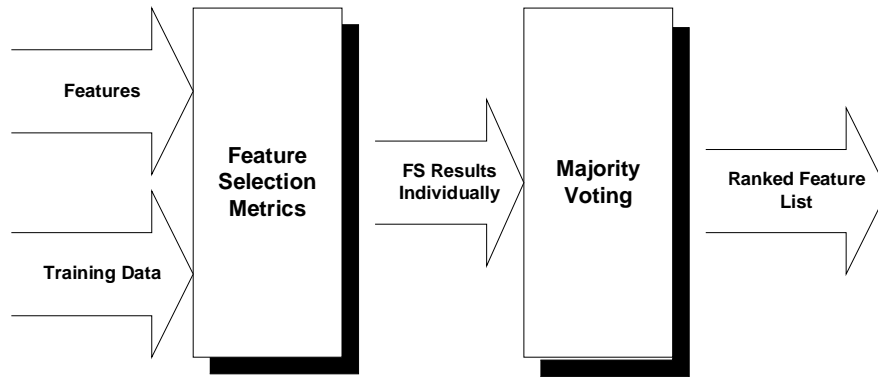 Features
Training Data
Feature
Selection
Metrics
FS Results
Individually
Majority
Voting
Ranked Feature
List